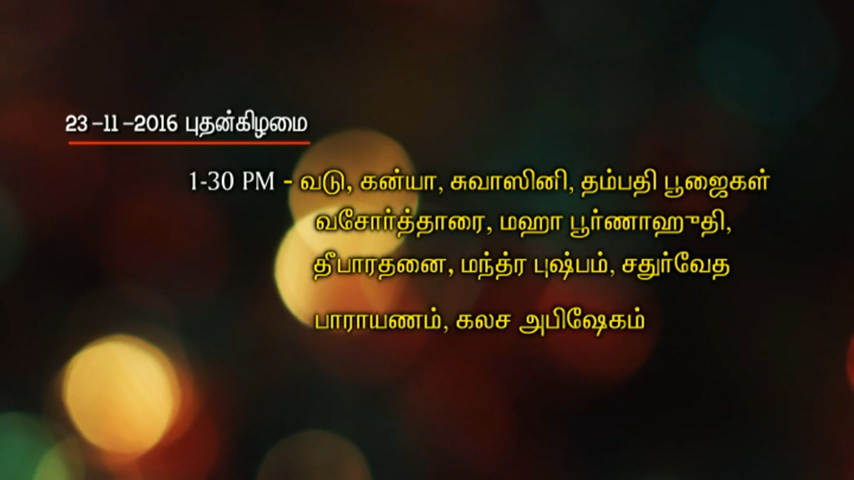 23-11-2016 புதன்கிழமை
1-30 PM - வடு, கன்யா, சுவாஸினி, தம்பதி பூஜைகள்
வசோர்த்தாரை, மஹா பூர்ணாஹுதி,
தீபாரதனை, மந்த்ர புஷ்பம், சதுர்வேத
பாராயணம், கலச அபிஷேகம்